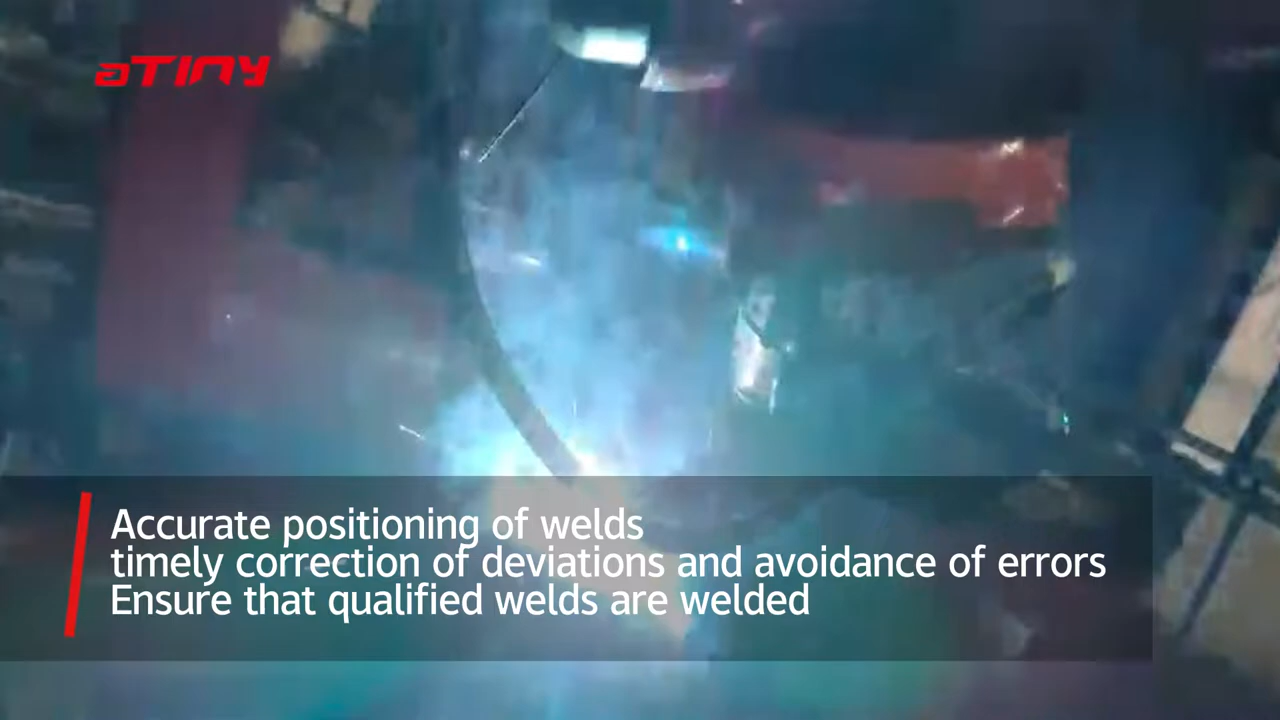 aTINY
Accurate positioning of welds
timely correction of deviations and avoidance of errors
Ensure that qualified welds are welded